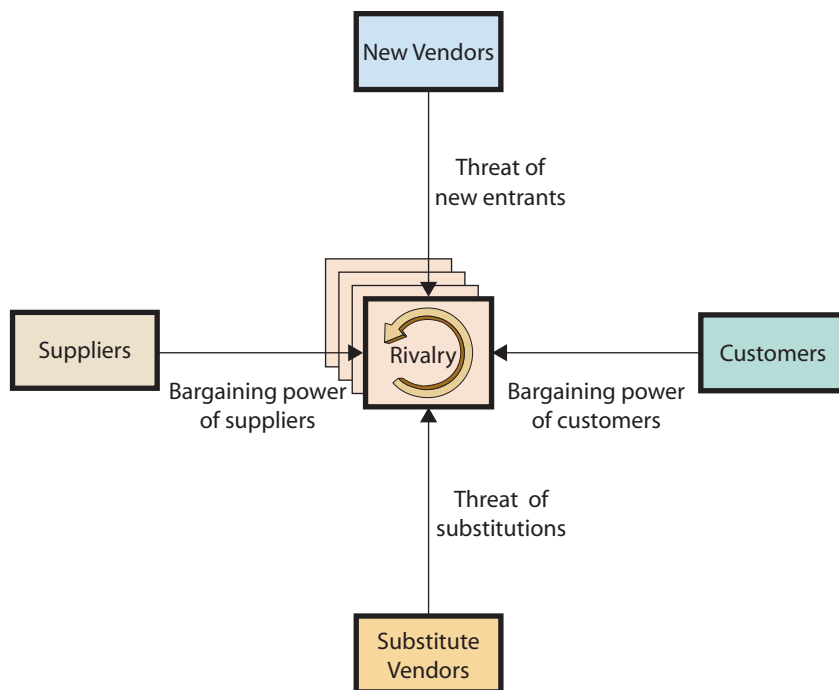 New Vendors
Threat of
new entrants
Suppliers
Rivalry
Customers
Bargaining power
of suppliers
Bargaining power
of customers
Threat of
substitutions
Substitute
Vendors